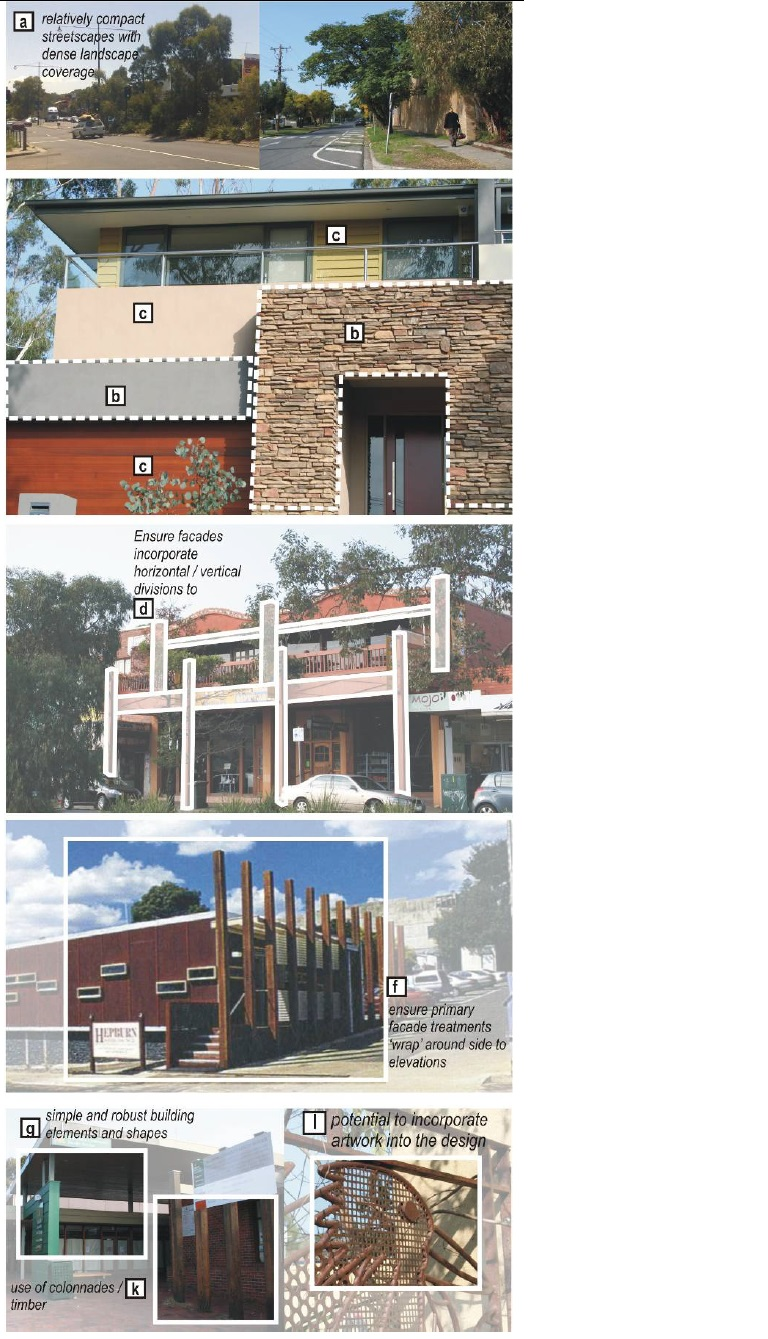 a
relatively compact
streetscapes with
dense landscape
coverage
c
c
b
b
c
Ensure facades
incorporate
horizontal / vertical
divisions to
d
mojo
HEPBURN
f
ensure primary
facade treatments
'wrap' around side to
elevations
g
simple and robust building
elements and shapes
l
potential to incorporate
artwork into the design
use of colonnades /
timber
k